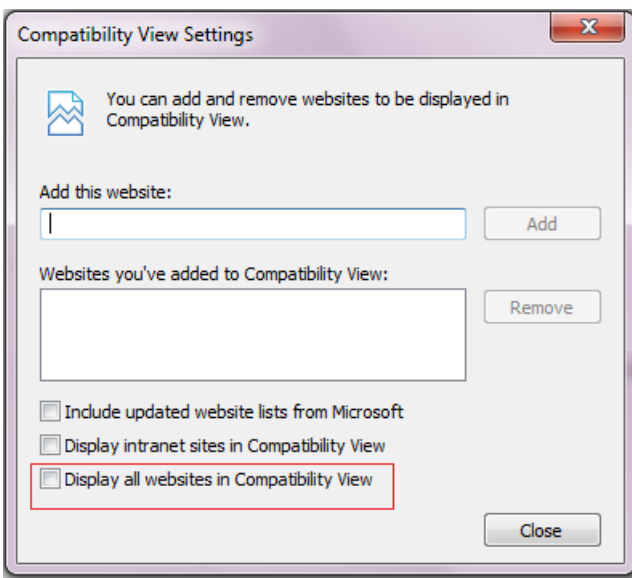 Compatibility View Settings
You can add and remove websites to be displayed in
Compatibility View.
Add this website:
Add
Websites you've added to Compatibility View:
Remove
Include updated website lists from Microsoft
Display intranet sites in Compatibility View
Display all websites in Compatibility View
Close